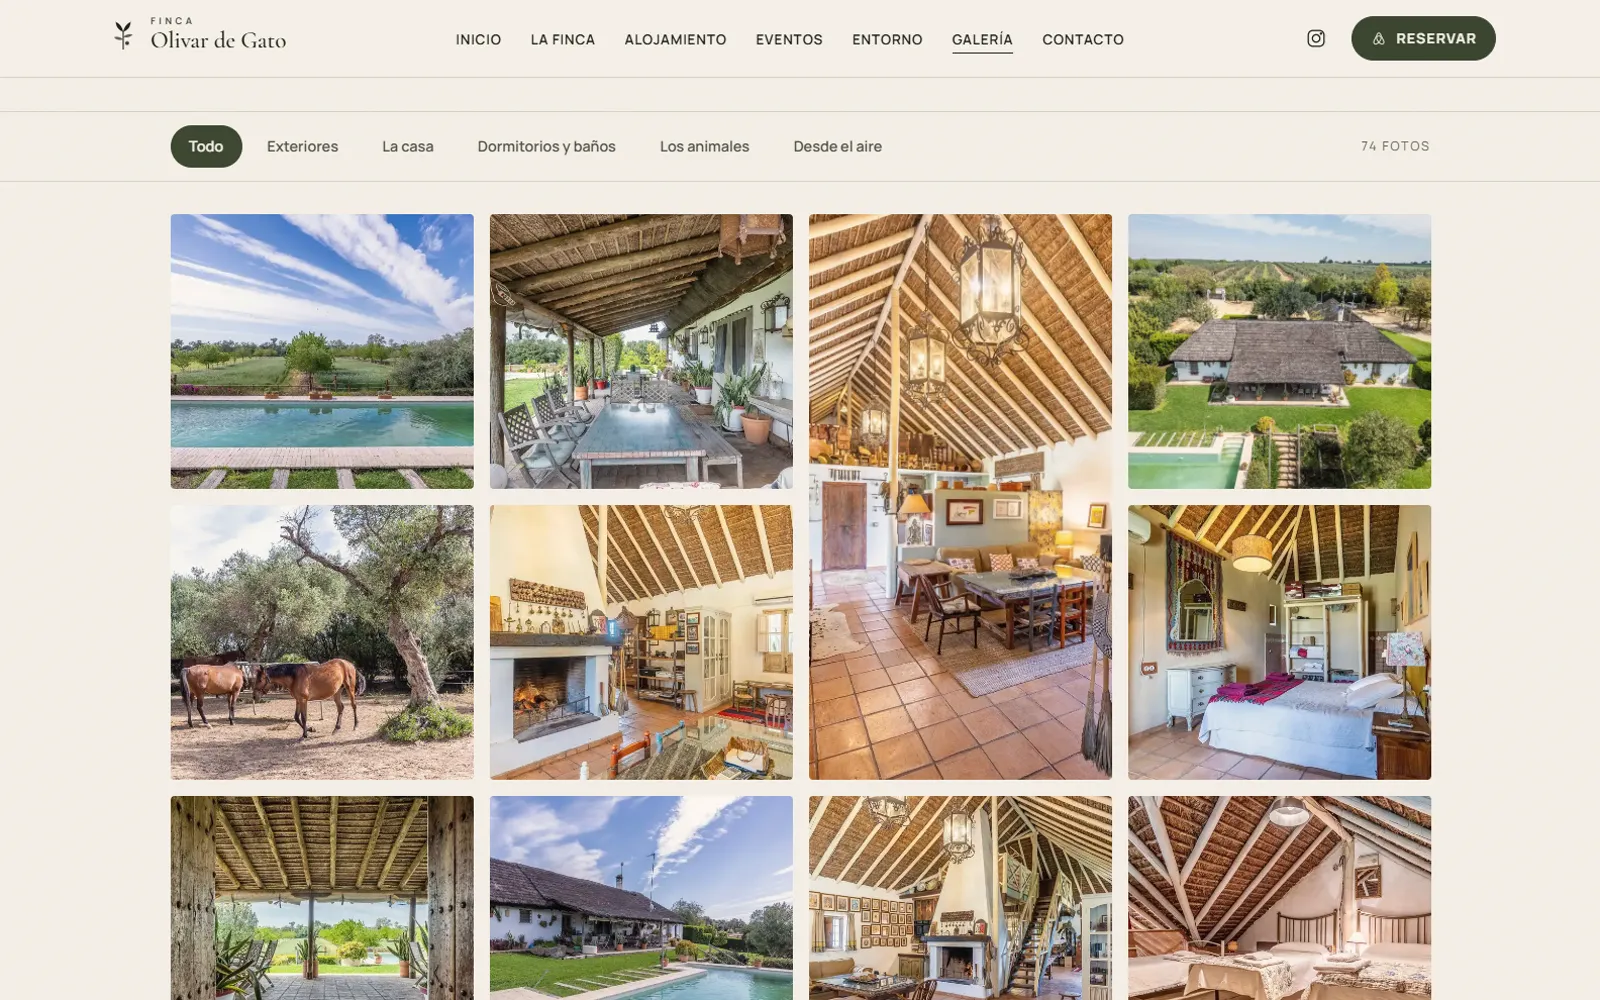 FINCA
Olivar de Gato
INICIO LA FINCA ALOJAMIENTO EVENTOS ENTORNO GALERÍA CONTACTO
RESERVAR
Todo Exteriores La casa Dormitorios y baños Los animales Desde el aire
74 FOTOS